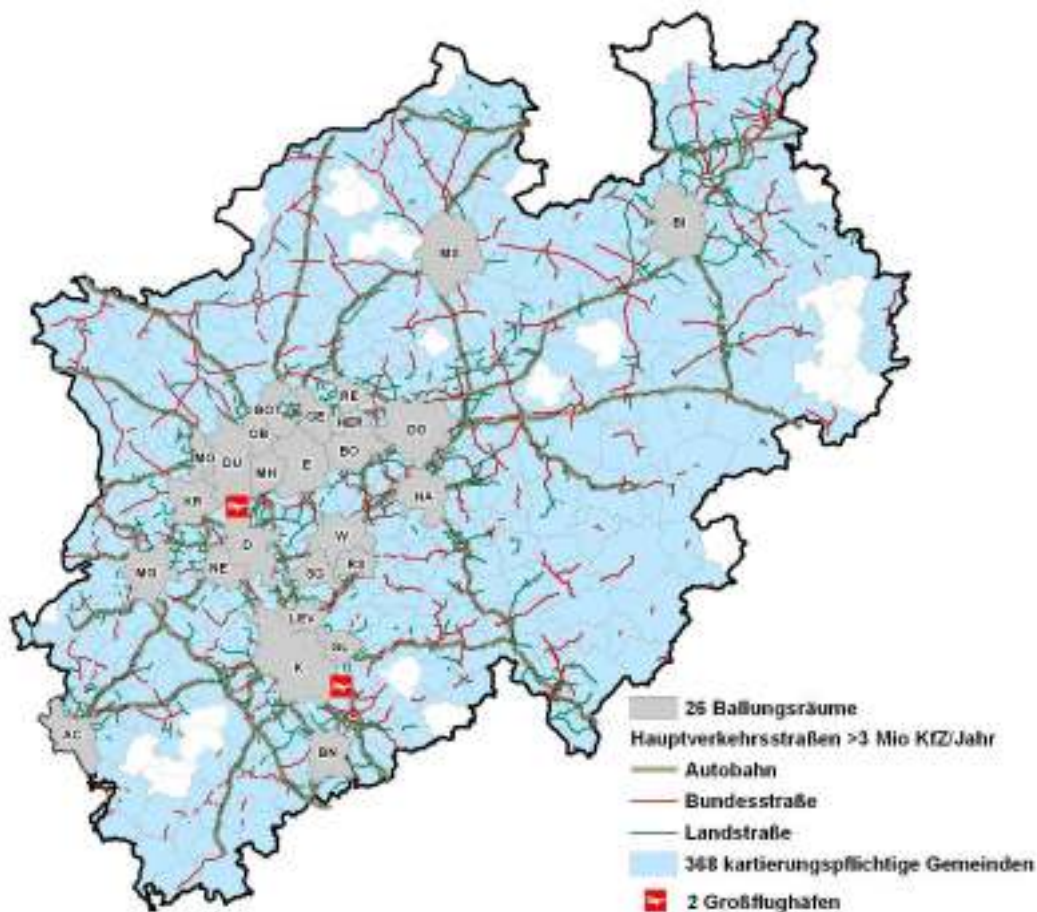 BI
MS
RE
BOT
GE
HER
OB
DO
BO
MO
DU
E
MH
HA
KR
W
D
NE
RS
SG
MG
LEV
GL
K
AC
BN
26 Ballungsräume
Hauptverkehrsstraßen >3 Mio KfZ/Jahr
Autobahn
Bundesstraße
Landstraße
368 kartierungspflichtige Gemeinden
2 Großflughäfen